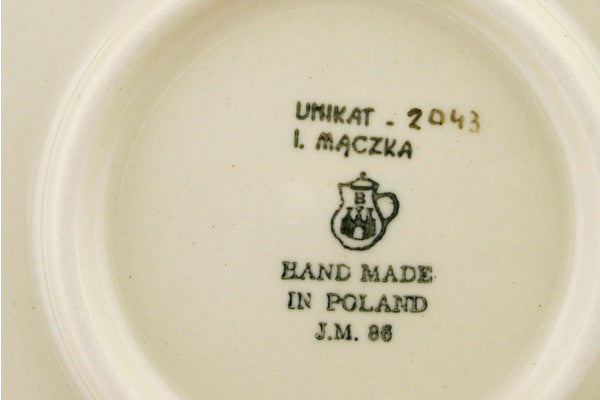 UNIKAT - 2043
I. MĄCZKA
B
HAND MADE
IN POLAND
J.M. 86